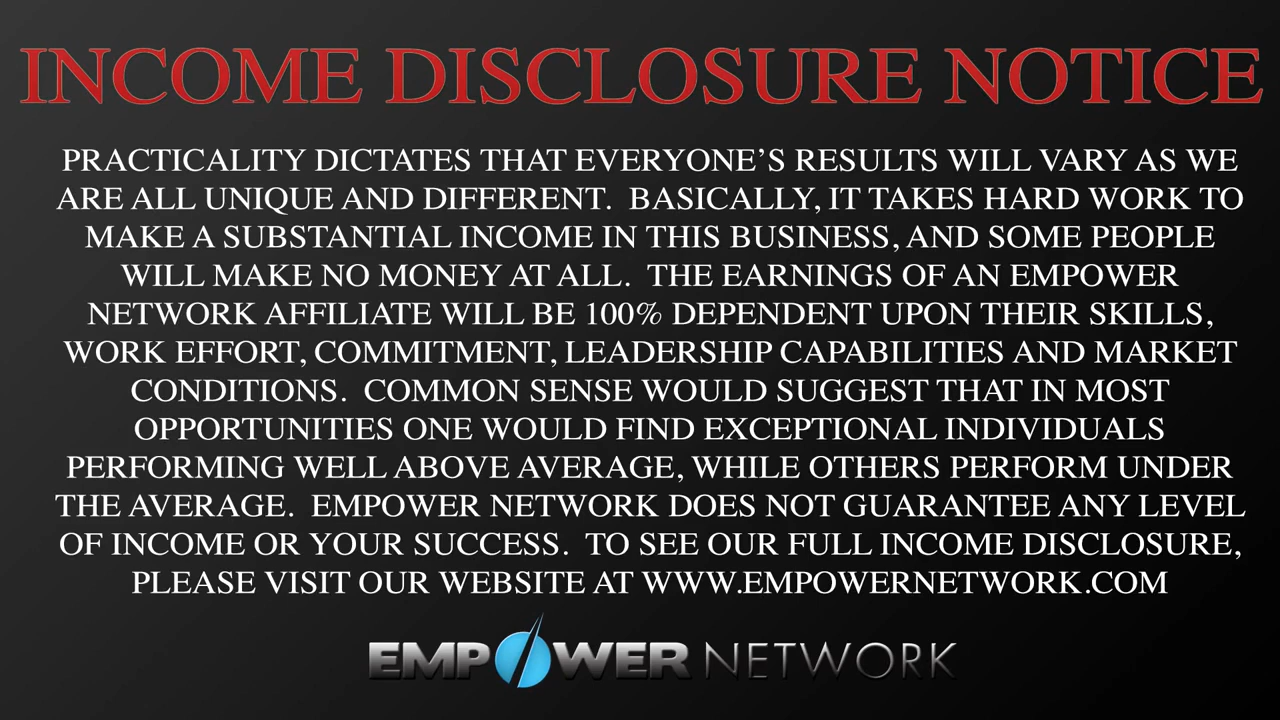 INCOME DISCLOSURE NOTICE
PRACTICALITY DICTATES THAT EVERYONE’S RESULTS WILL VARY AS WE
ARE ALL UNIQUE AND DIFFERENT.  BASICALLY, IT TAKES HARD WORK TO
MAKE A SUBSTANTIAL INCOME IN THIS BUSINESS, AND SOME PEOPLE
WILL MAKE NO MONEY AT ALL.  THE EARNINGS OF AN EMPOWER
NETWORK AFFILIATE WILL BE 100% DEPENDENT UPON THEIR SKILLS,
WORK EFFORT, COMMITMENT, LEADERSHIP CAPABILITIES AND MARKET
CONDITIONS.  COMMON SENSE WOULD SUGGEST THAT IN MOST
OPPORTUNITIES ONE WOULD FIND EXCEPTIONAL INDIVIDUALS
PERFORMING WELL ABOVE AVERAGE, WHILE OTHERS PERFORM UNDER
THE AVERAGE.  EMPOWER NETWORK DOES NOT GUARANTEE ANY LEVEL
OF INCOME OR YOUR SUCCESS.  TO SEE OUR FULL INCOME DISCLOSURE,
PLEASE VISIT OUR WEBSITE AT WWW.EMPOWERNETWORK.COM
EMPOWER NETWORK